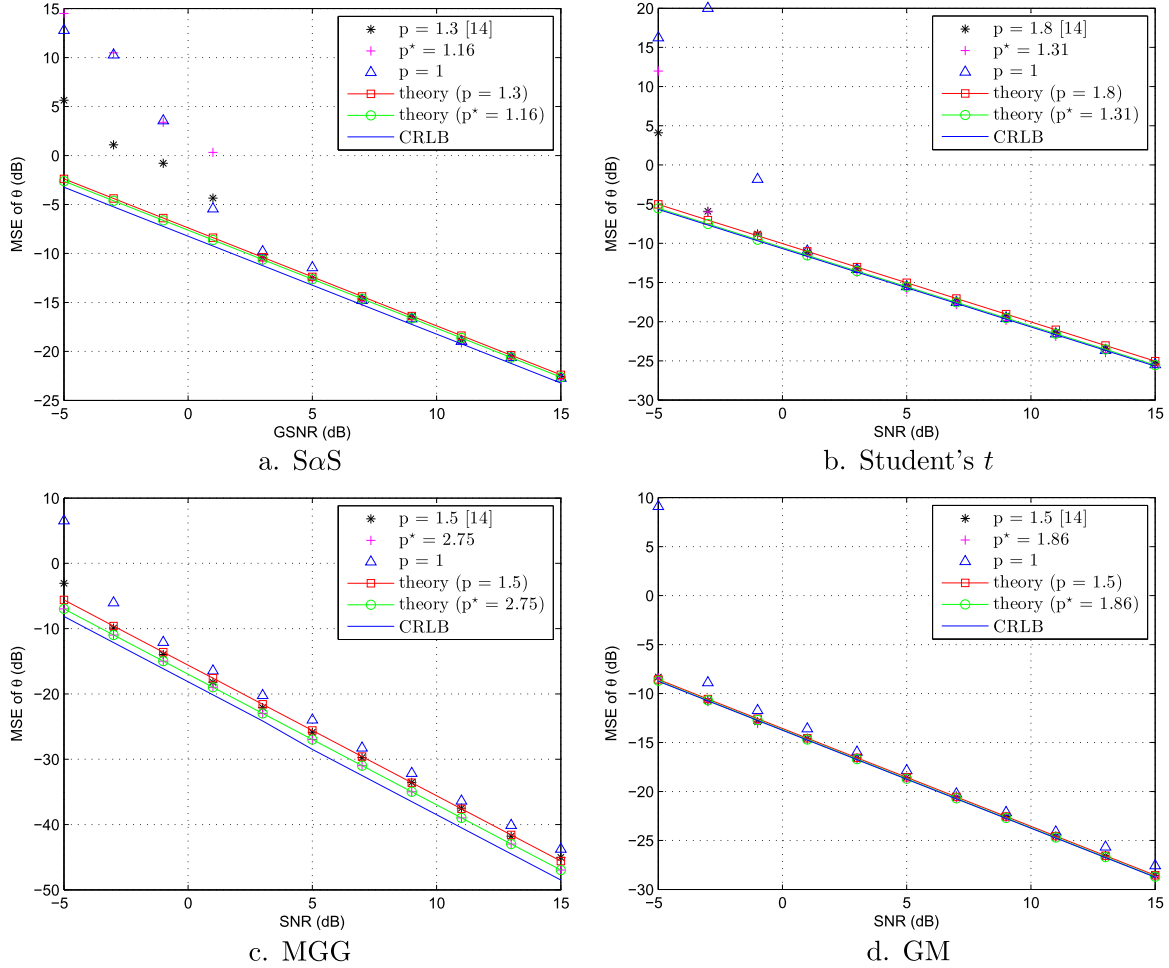 15
10
5
0
−5
−10
−15
−20
−25
MSE of θ (dB)
−5 0 5 10 15
GSNR (dB)
p = 1.3 [14]
p⋆ = 1.16
p = 1
theory (p = 1.3)
theory (p⋆ = 1.16)
CRLB
a. SαS
20
15
10
5
0
−5
−10
−15
−20
−25
−30
MSE of θ (dB)
−5 0 5 10 15
SNR (dB)
p = 1.8 [14]
p⋆ = 1.31
p = 1
theory (p = 1.8)
theory (p⋆ = 1.31)
CRLB
b. Student's t
10
0
−10
−20
−30
−40
−50
MSE of θ (dB)
−5 0 5 10 15
SNR (dB)
p = 1.5 [14]
p⋆ = 2.75
p = 1
theory (p = 1.5)
theory (p⋆ = 2.75)
CRLB
c. MGG
10
5
0
−5
−10
−15
−20
−25
−30
MSE of θ (dB)
−5 0 5 10 15
SNR (dB)
p = 1.5 [14]
p⋆ = 1.86
p = 1
theory (p = 1.5)
theory (p⋆ = 1.86)
CRLB
d. GM